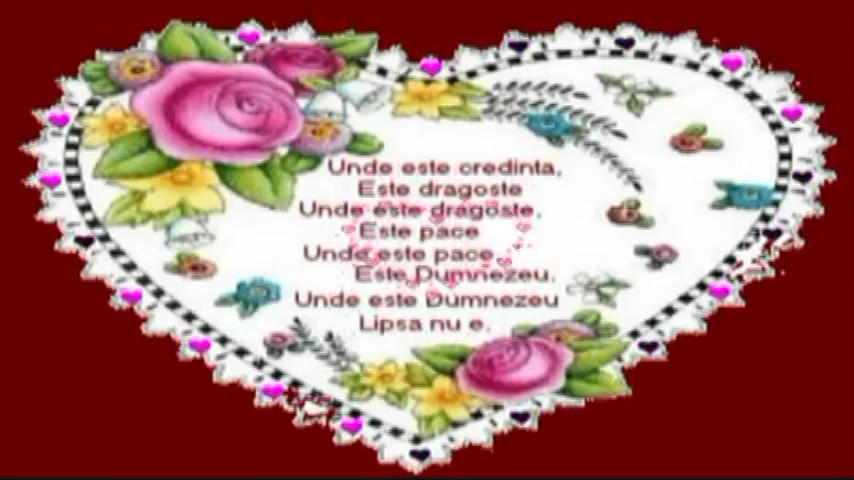 Unde este credinta,
Este dragoste
Unde este dragoste,
Este pace
Unde este pace
Este Dumnezeu.
Unde este Dumnezeu
Lipsa nu e.